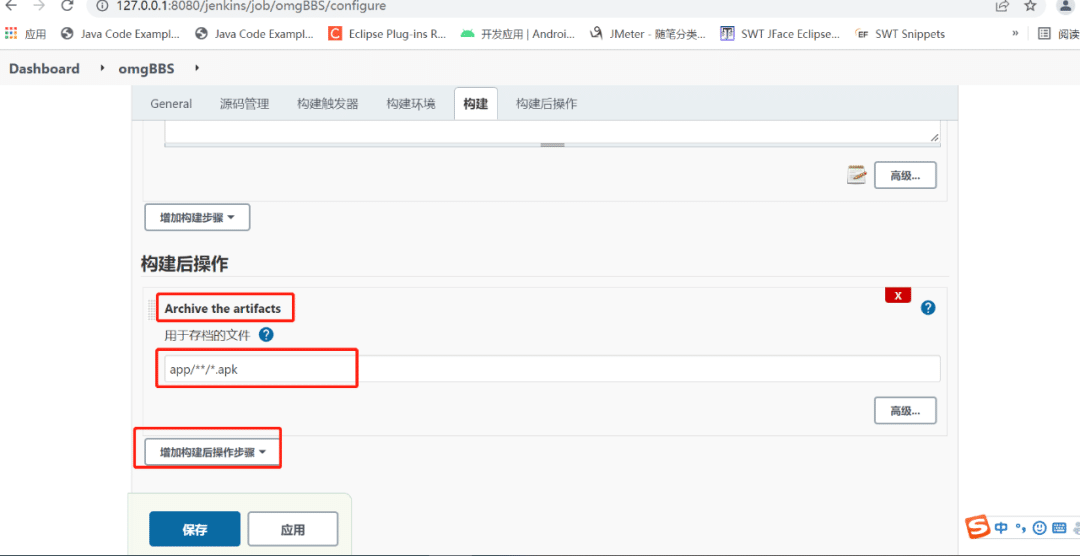 127.0.0.1:8080/jenkins/job/omgBBS/configure
应用 Java Code Exampl... Java Code Exampl... Eclipse Plug-ins R... 开发应用 | Androi... JMeter - 随笔分类... SWT JFace Eclipse... EF SWT Snippets » 阅读
Dashboard omgBBS
General 源码管理 构建触发器 构建环境 构建 构建后操作
高级...
增加构建步骤
构建后操作
X
Archive the artifacts ?
用于存档的文件 ?
app/**/*.apk
高级...
增加构建后操作步骤
保存 应用
S 中